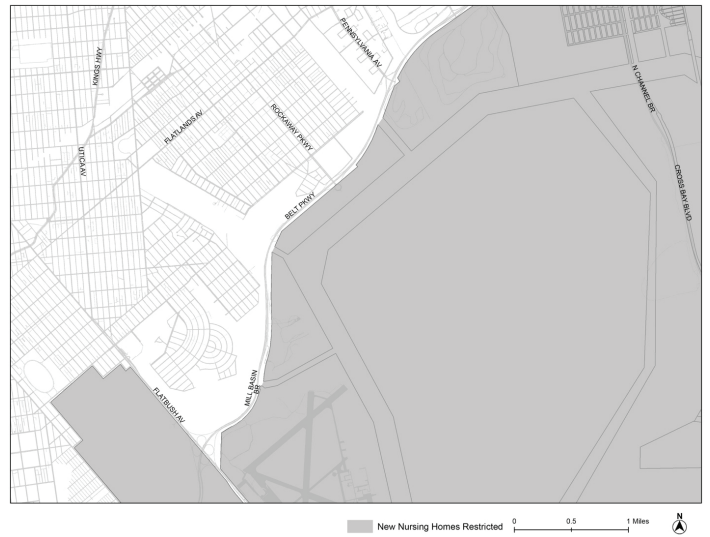 PENNSYLVANIA AV
KINGS HWY
N CHANNEL BR
FLATLANDS AV
ROCKAWAY PKWY
UTICA AV
CROSS BAY BLVD
BELT PKWY
MILL BASIN
BR
FLATBUSH AV
New Nursing Homes Restricted
0 0.5 1 Miles
N